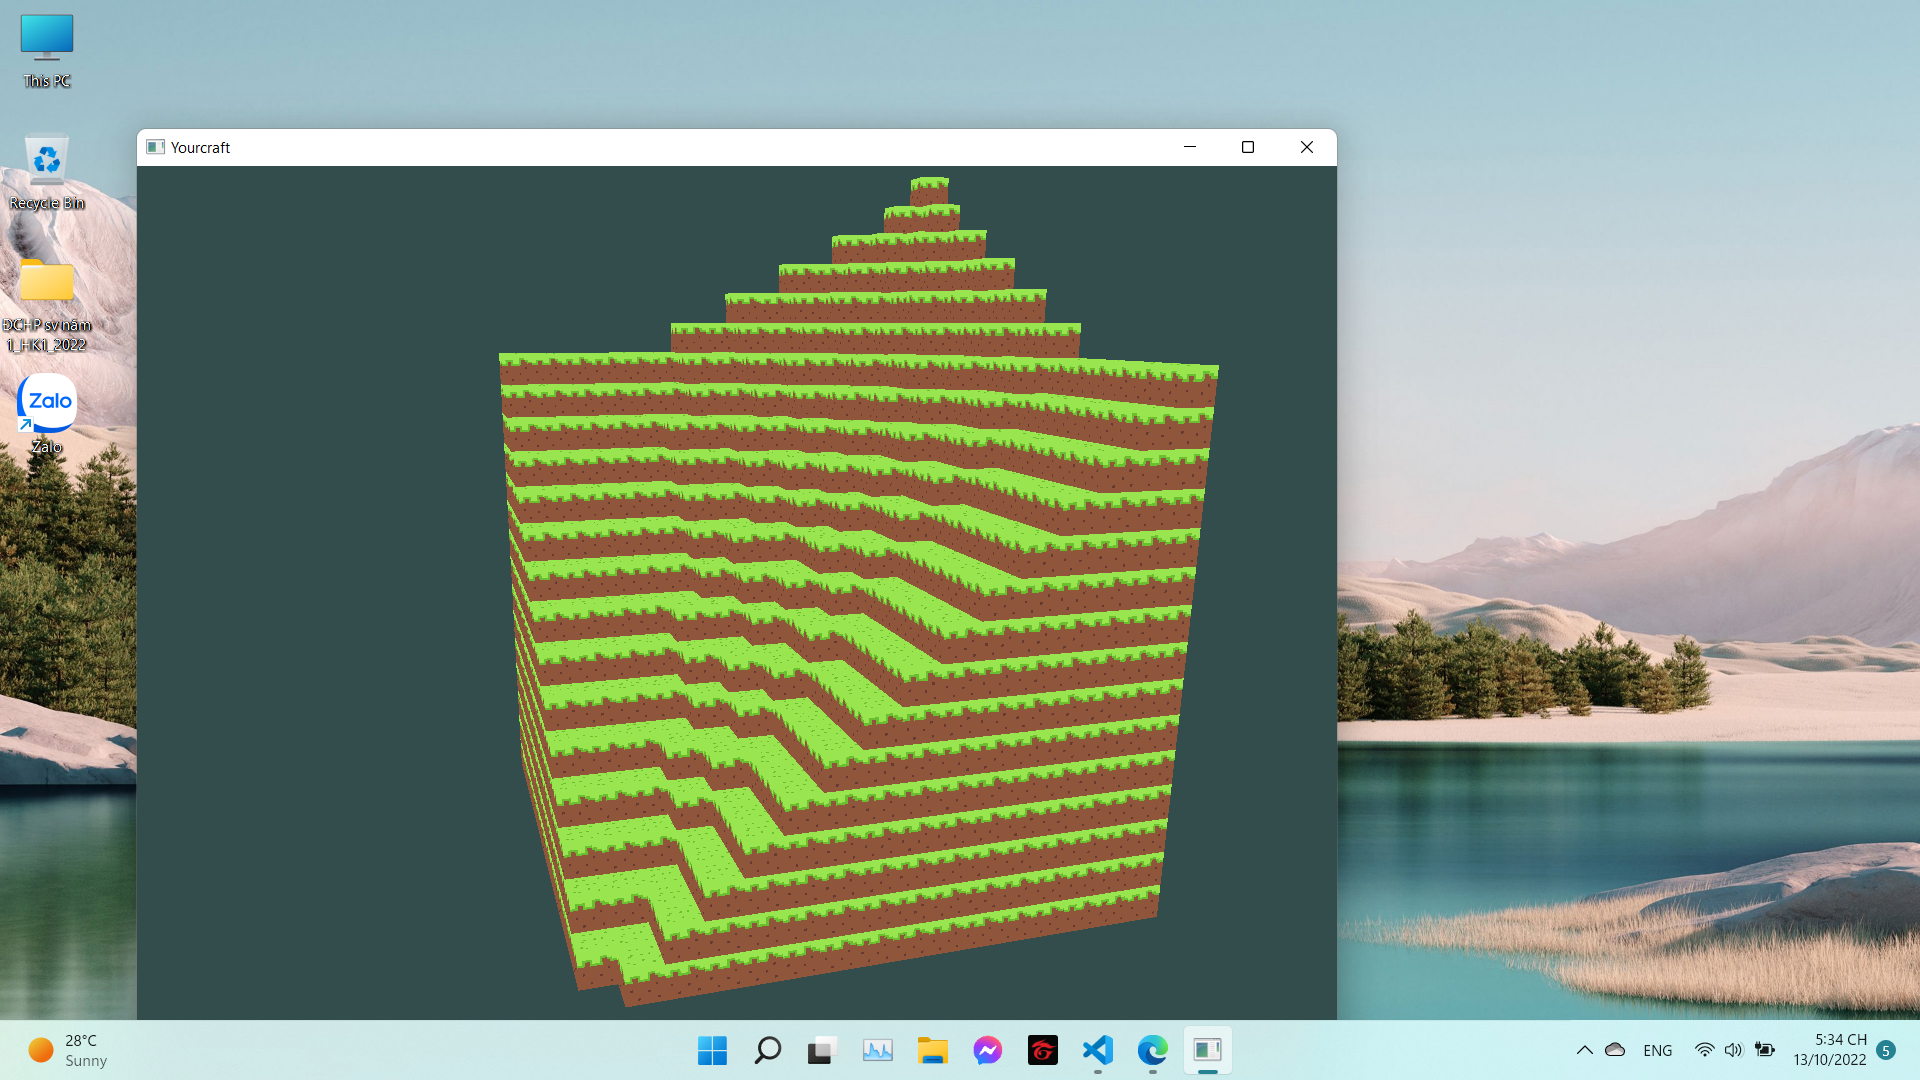 This PC
Recycle Bin
ĐCHP sv năm
1_HK1_2022
Zalo
Zalo
Yourcraft
28°C
Sunny
ENG
5:34 CH
13/10/2022
5